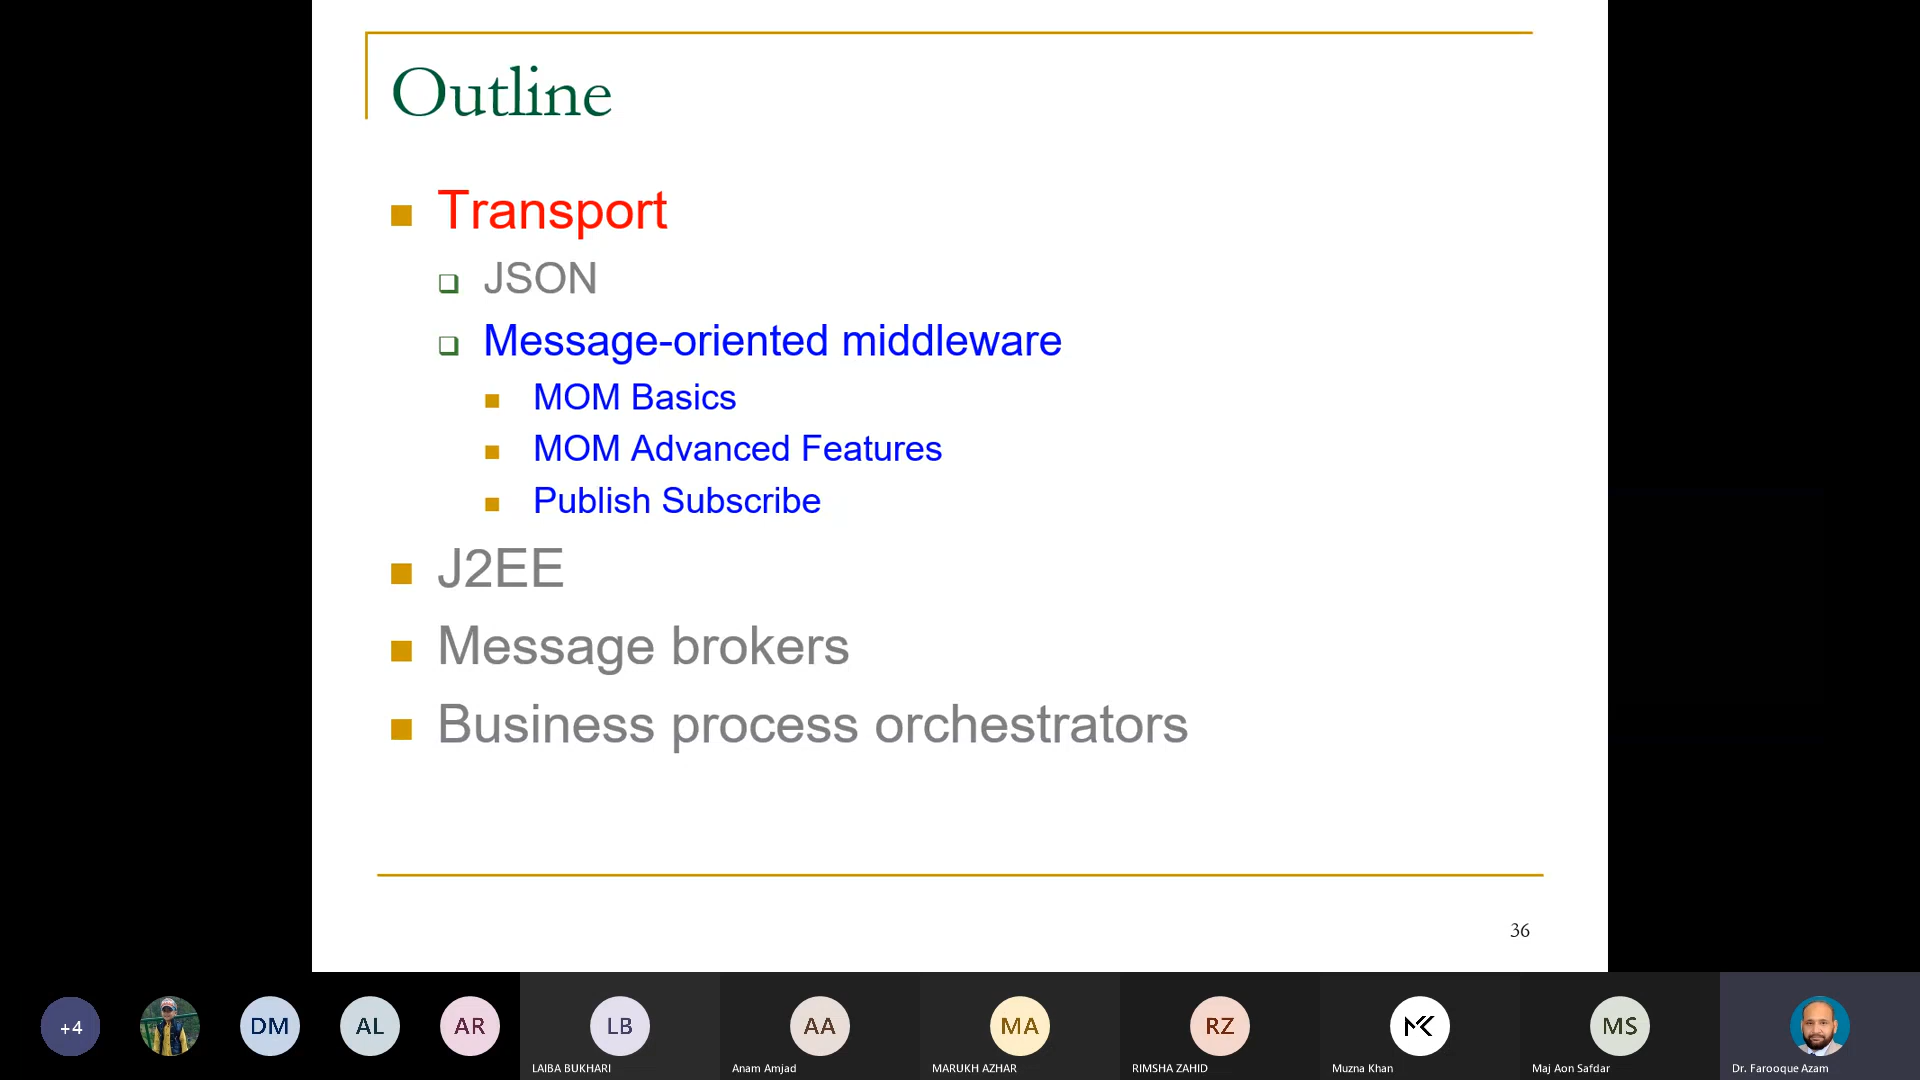 Outline
Transport
JSON
Message-oriented middleware
MOM Basics
MOM Advanced Features
Publish Subscribe
J2EE
Message brokers
Business process orchestrators
36
+4
DM
AL
AR
LB
AA
MA
RZ
MK
MS
LAIBA BUKHARI
Anam Amjad
MARUKH AZHAR
RIMSHA ZAHID
Muzna Khan
Maj Aon Safdar
Dr. Farooque Azam